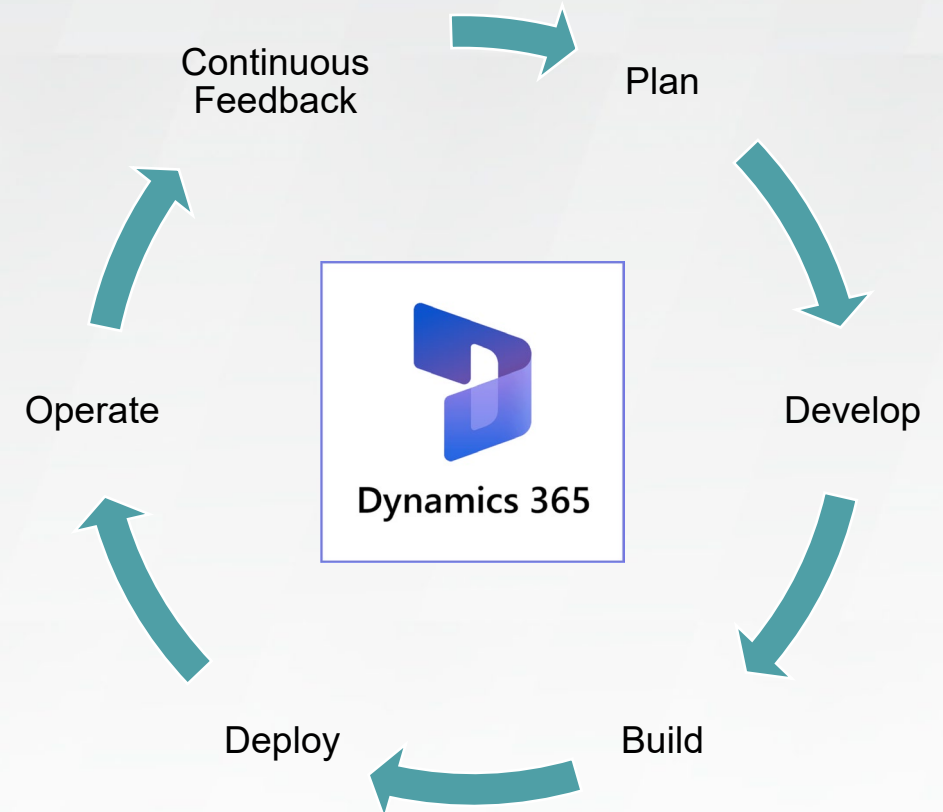 Continuous
Feedback
Plan
Develop
Build
Deploy
Operate
Dynamics 365